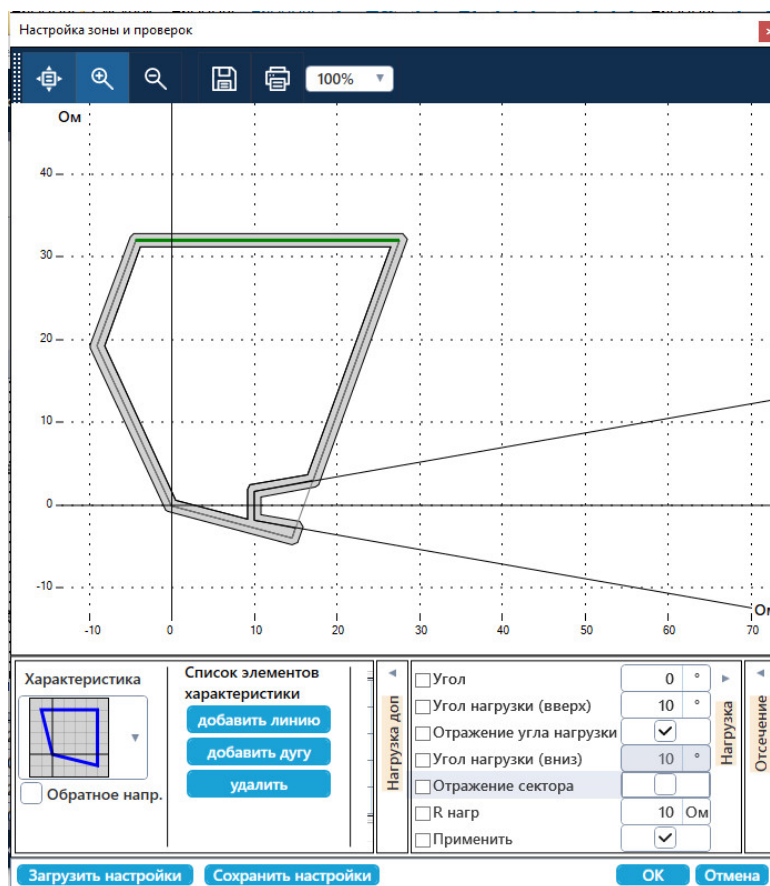 Настройка зоны и проверок
100%
Ом
40
30
20
10
0
-10
-10 0 10 20 30 40 50 60 70
Характеристика
Обратное напр.
Список элементов
характеристики
добавить линию
добавить дугу
удалить
Нагрузка доп
Угол 0 °
Угол нагрузки (вверх) 10 °
Отражение угла нагрузки
Угол нагрузки (вниз) 10 °
Отражение сектора
R нагр 10 Ом
Применить
Нагрузка
Отсечение
Загрузить настройки Сохранить настройки OK Отмена